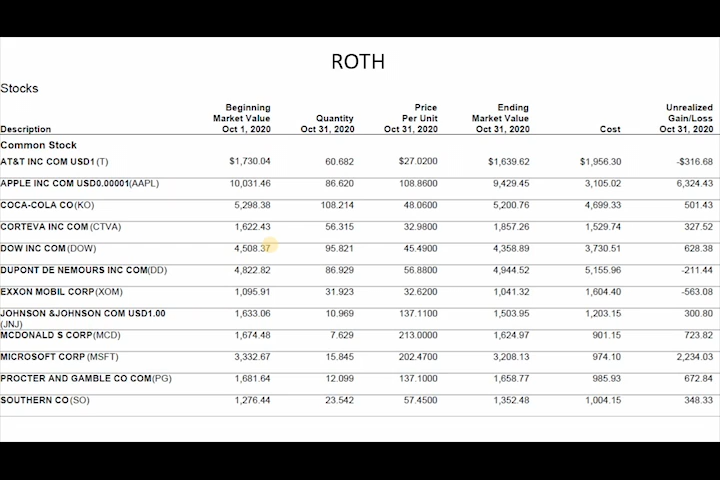 ROTH
Stocks
Beginning
Market Value Quantity Price Per Unit Ending Market Value Unrealized Gain/Loss
Description Oct 1, 2020 Oct 31, 2020 Oct 31, 2020 Oct 31, 2020 Cost Oct 31, 2020
Common Stock
AT&T INC COM USD1 (T) $1,730.04 60.682 $27.0200 $1,639.62 $1,956.30 -$316.68
APPLE INC COM USD0.00001(AAPL) 10,031.46 86.620 108.8600 9,429.45 3,105.02 6,324.43
COCA-COLA CO(KO) 5,298.38 108.214 48.0600 5,200.76 4,699.33 501.43
CORTEVA INC COM (CTVA) 1,622.43 56.315 32.9800 1,857.26 1,529.74 327.52
DOW INC COM (DOW) 4,508.37 95.821 45.4900 4,358.89 3,730.51 628.38
DUPONT DE NEMOURS INC COM(DD) 4,822.82 86.929 56.8800 4,944.52 5,155.96 -211.44
EXXON MOBIL CORP(XOM) 1,095.91 31.923 32.6200 1,041.32 1,604.40 -563.08
JOHNSON &JOHNSON COM USD1.00 1,633.06 10.969 137.1100 1,503.95 1,203.15 300.80
(JNJ)
MCDONALD S CORP(MCD) 1,674.48 7.629 213.0000 1,624.97 901.15 723.82
MICROSOFT CORP (MSFT) 3,332.67 15.845 202.4700 3,208.13 974.10 2,234.03
PROCTER AND GAMBLE CO COM(PG) 1,681.64 12.099 137.1000 1,658.77 985.93 672.84
SOUTHERN CO(SO) 1,276.44 23.542 57.4500 1,352.48 1,004.15 348.33